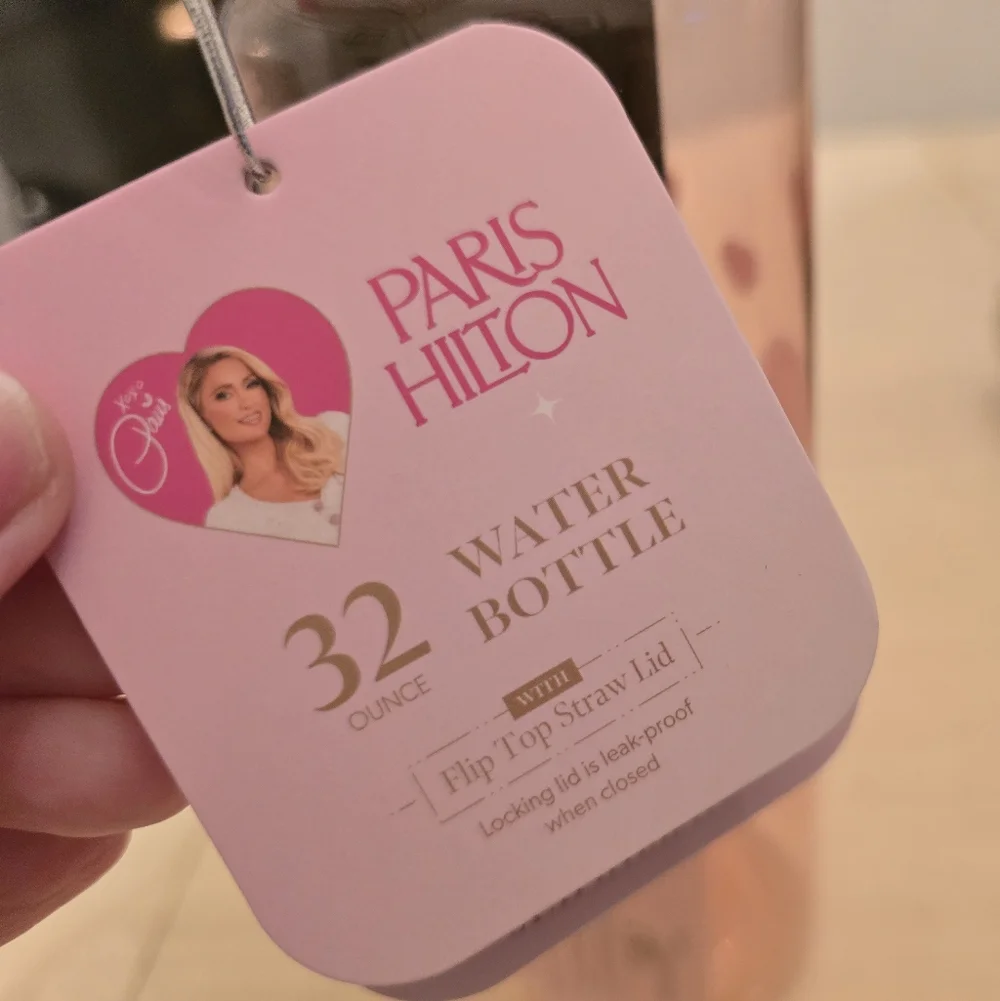 PARIS
HILTON
xoxo
Paris
32
OUNCE
WATER
BOTTLE
WITH
Flip Top Straw Lid
Locking lid is leak-proof
when closed